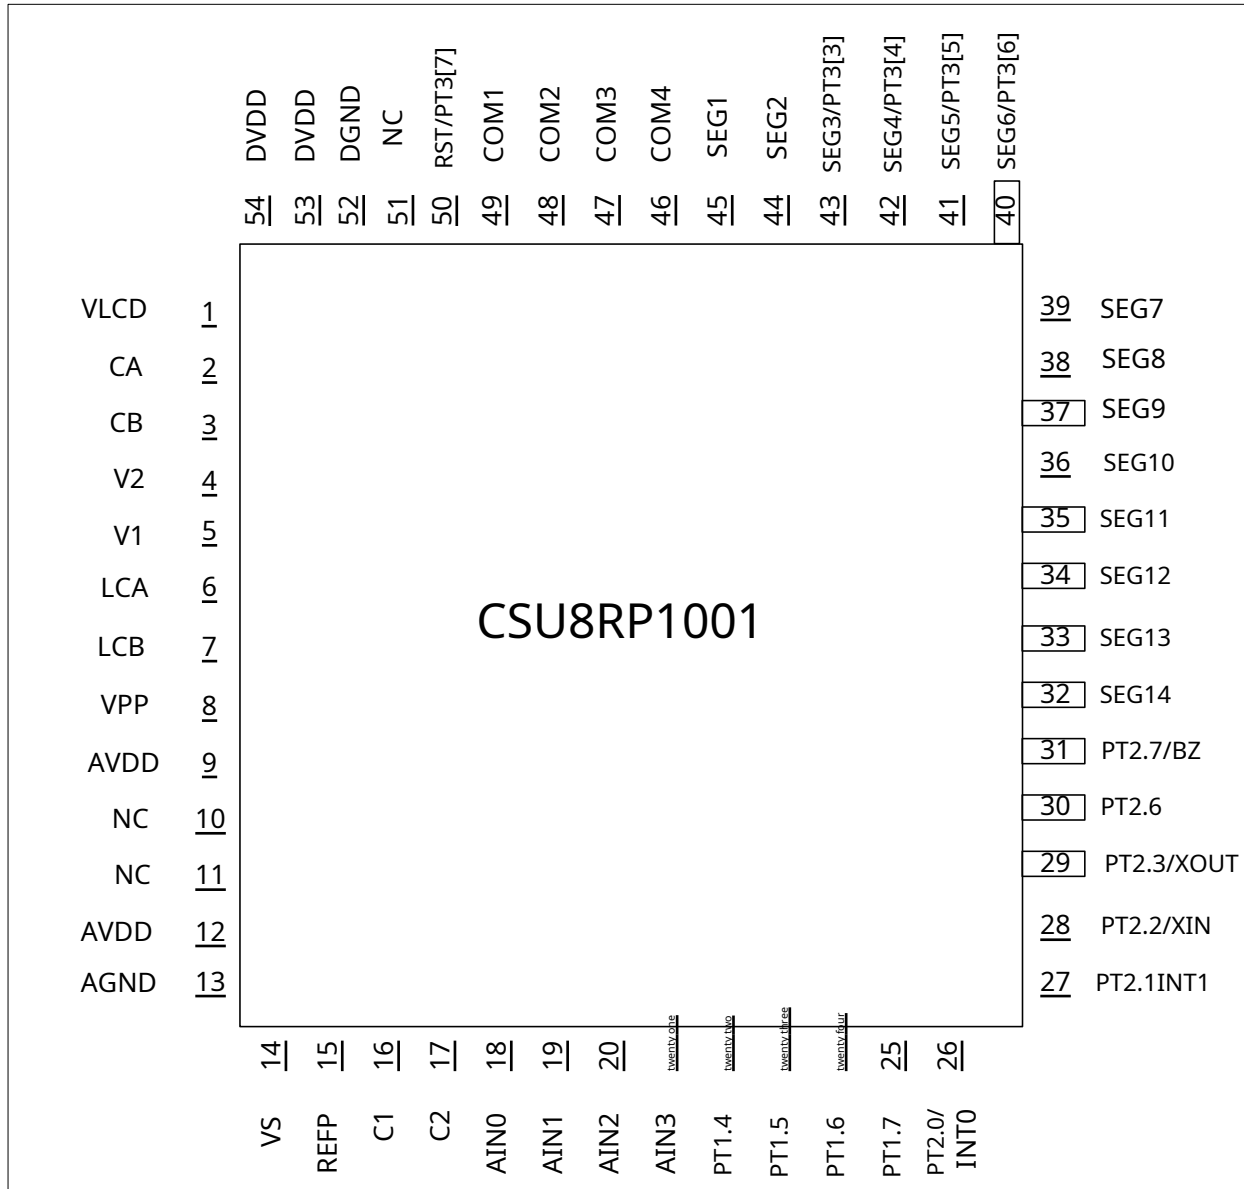 DVDD
DVDD
DGND
NC
RST/PT3[7]
COM1
COM2
COM3
COM4
SEG1
SEG2
SEG3/PT3[3]
SEG4/PT3[4]
SEG5/PT3[5]
SEG6/PT3[6]
54
53
52
51
50
49
48
47
46
45
44
43
42
41
40
VLCD 1
CA 2
CB 3
V2 4
V1 5
LCA 6
LCB 7
VPP 8
AVDD 9
NC 10
NC 11
AVDD 12
AGND 13
CSU8RP1001
39 SEG7
38 SEG8
37 SEG9
36 SEG10
35 SEG11
34 SEG12
33 SEG13
32 SEG14
31 PT2.7/BZ
30 PT2.6
29 PT2.3/XOUT
28 PT2.2/XIN
27 PT2.1INT1
14
15
16
17
18
19
20
twenty one
twenty two
twenty three
twenty four
25
26
VS
REFP
C1
C2
AIN0
AIN1
AIN2
AIN3
PT1.4
PT1.5
PT1.6
PT1.7
PT2.0/
INT0